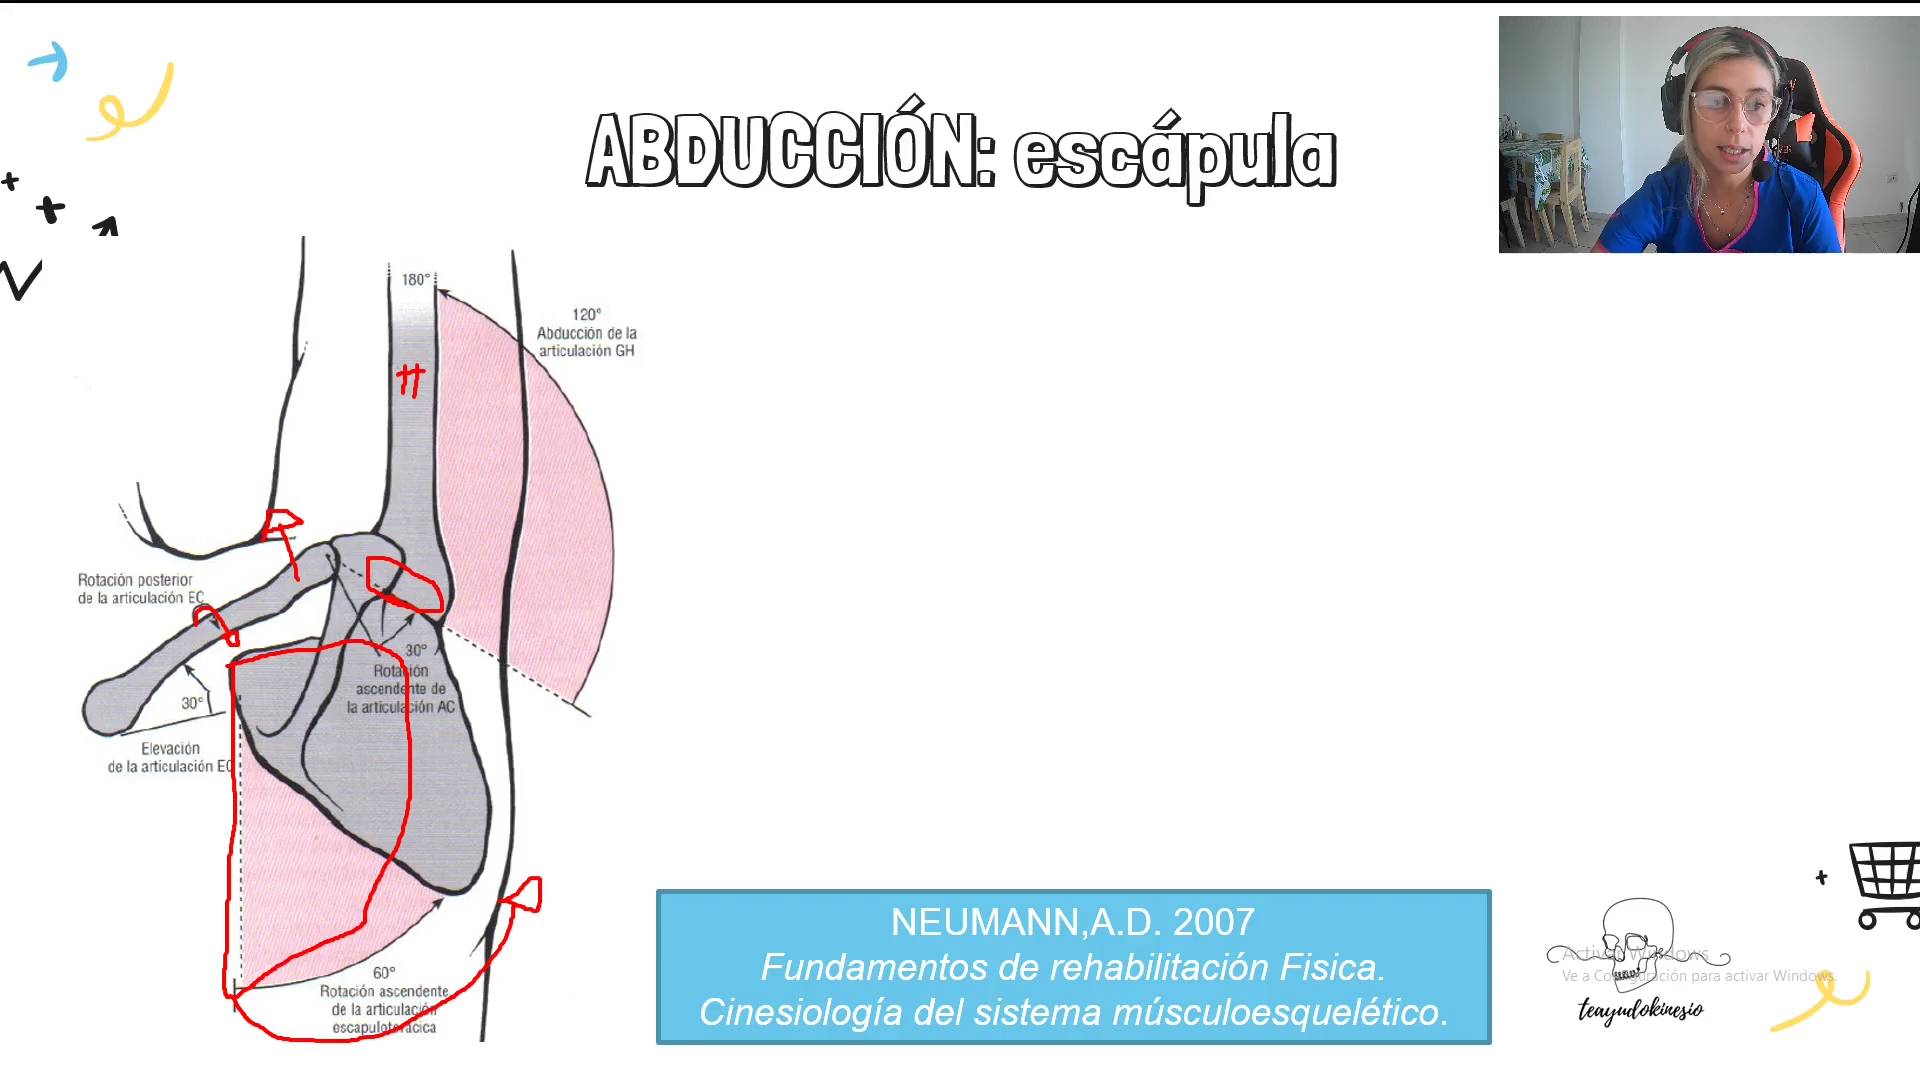 ABDUCCIÓN: escápula
180°
120°
Abducción de la
articulación GH
Rotación posterior
de la articulación EC
30°
Rotación
ascendente de
la articulación AC
30°
Elevación
de la articulación EC
60°
Rotación ascendente
de la articulación
escapulotorácica
NEUMANN,A.D. 2007
Fundamentos de rehabilitación Fisica.
Cinesiología del sistema músculoesquelético.
Activar Windows
Ve a Configuración para activar Windows.
teayudokinesio